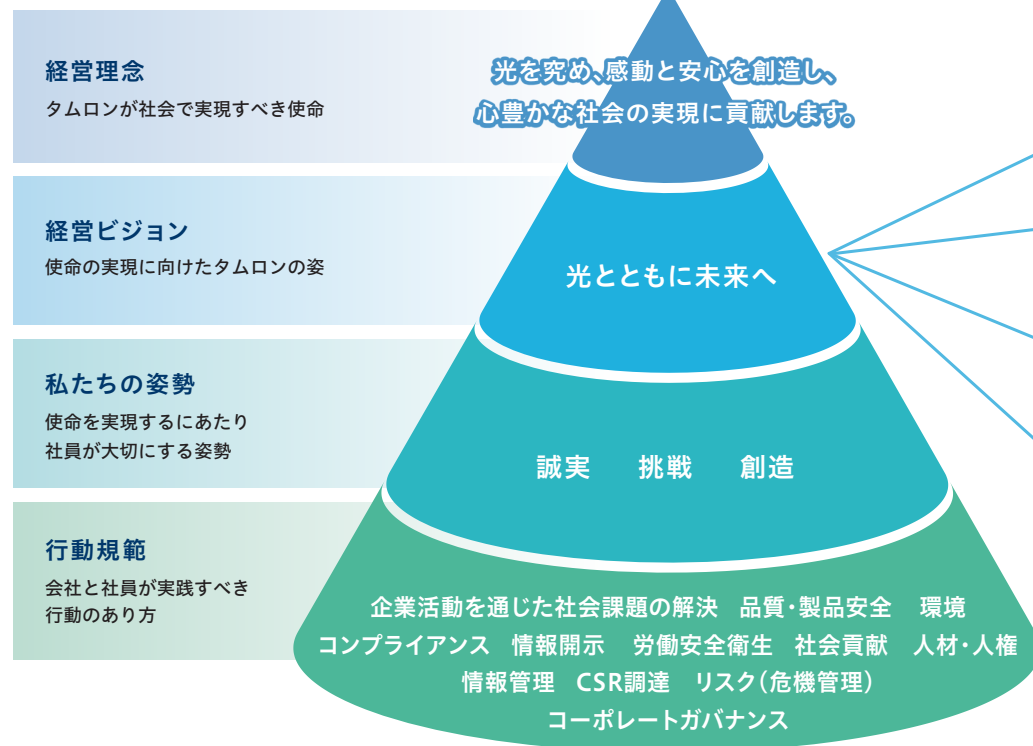 経営理念
タムロンが社会で実現すべき使命
光を究め、感動と安心を創造し、
心豊かな社会の実現に貢献します。
経営ビジョン
使命の実現に向けたタムロンの姿
光とともに未来へ
私たちの姿勢
使命を実現するにあたり
社員が大切にする姿勢
誠実 挑戦 創造
行動規範
会社と社員が実践すべき
行動のあり方
企業活動を通じた社会課題の解決 品質・製品安全 環境
コンプライアンス 情報開示 労働安全衛生 社会貢献 人材・人権
情報管理 CSR調達 リスク（危機管理）
コーポレートガバナンス